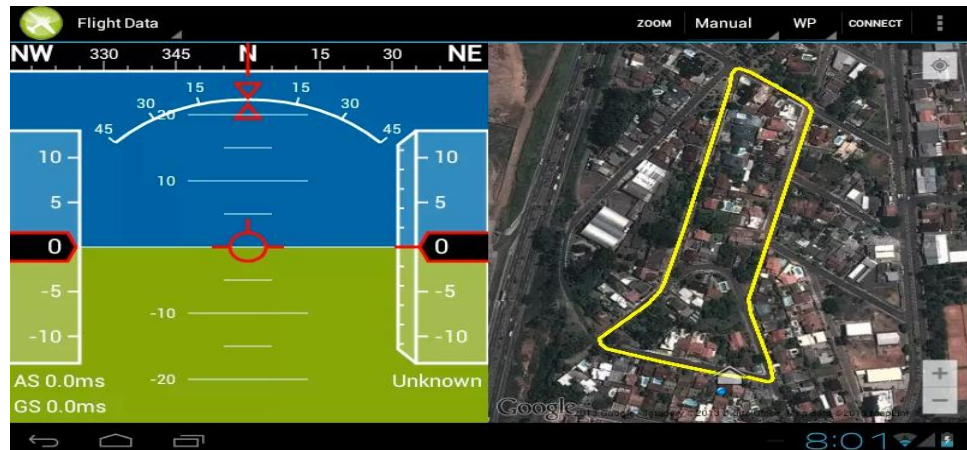 Flight Data
ZOOM Manual WP CONNECT
NW 330 345 N 15 30 NE
45 30 15 15 30 45
20
10
-10
-20
10
5
0
-5
-10
10
5
0
-5
-10
AS 0.0ms
GS 0.0ms
Unknown
Google
8:01